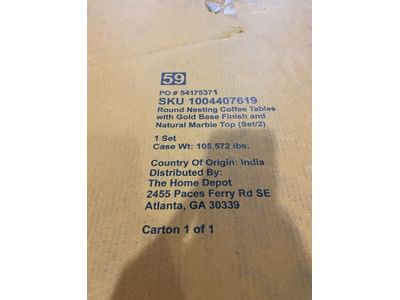 59
PO # 54175371
SKU 1004407619
Round Nesting Coffee Tables
with Gold Base Finish and
Natural Marble Top (Set/2)
1 Set
Case Wt: 105.572 lbs.
Country Of Origin: India
Distributed By:
The Home Depot
2455 Paces Ferry Rd SE
Atlanta, GA 30339
Carton 1 of 1